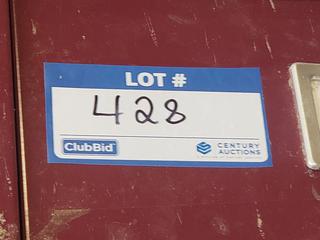 LOT #
428
ClubBid
CENTURY
AUCTIONS